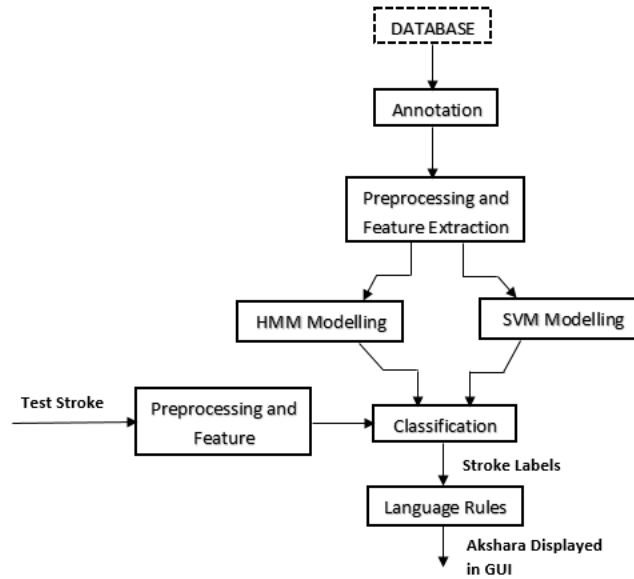 DATABASE
Annotation
Preprocessing and
Feature Extraction
HMM Modelling
SVM Modelling
Test Stroke
Preprocessing and
Feature
Classification
Stroke Labels
Language Rules
Akshara Displayed
in GUI